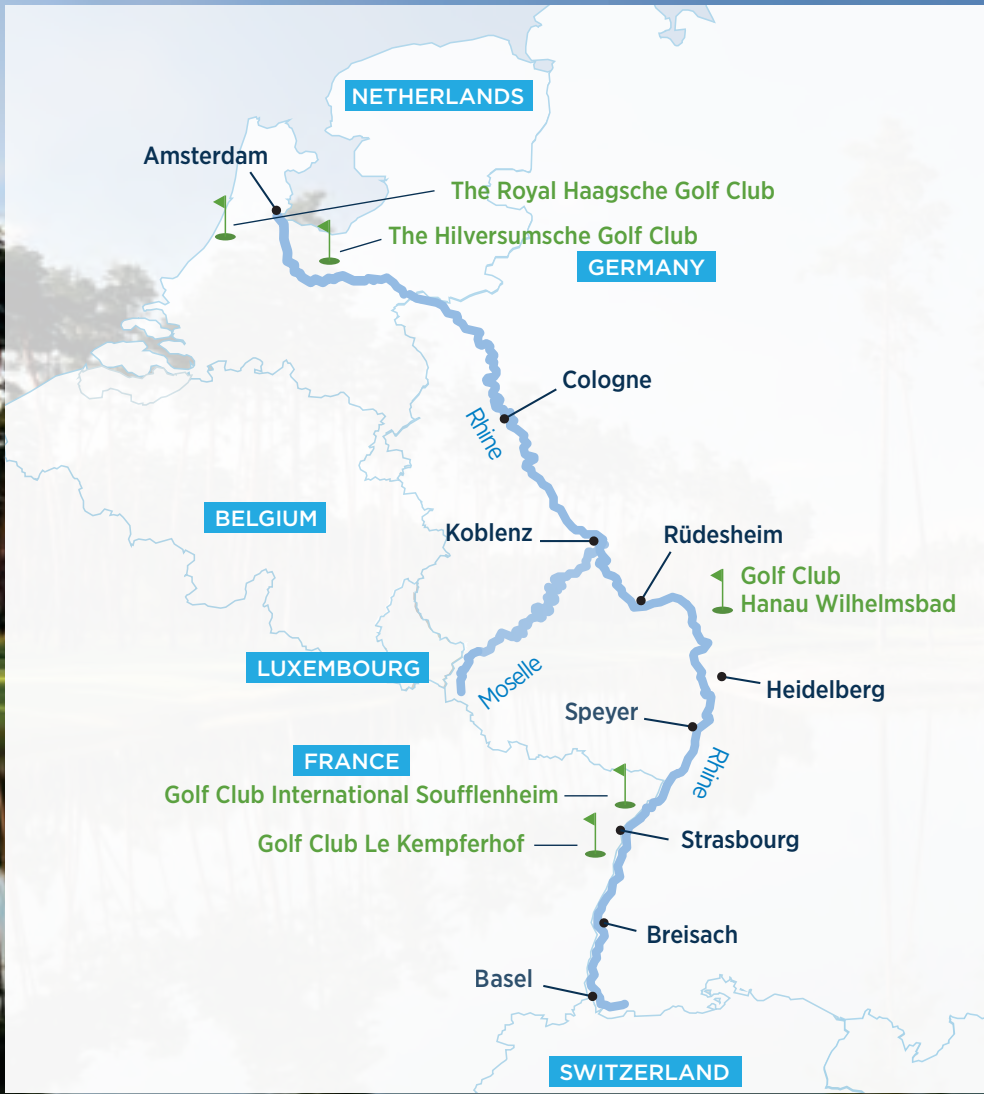 NETHERLANDS
Amsterdam
The Royal Haagsche Golf Club
The Hilversumsche Golf Club
GERMANY
Cologne
Rhine
BELGIUM
Koblenz
Rüdesheim
Golf Club
Hanau Wilhelmsbad
LUXEMBOURG
Moselle
Heidelberg
Speyer
FRANCE
Rhine
Golf Club International Soufflenheim
Strasbourg
Golf Club Le Kempferhof
Breisach
Basel
SWITZERLAND